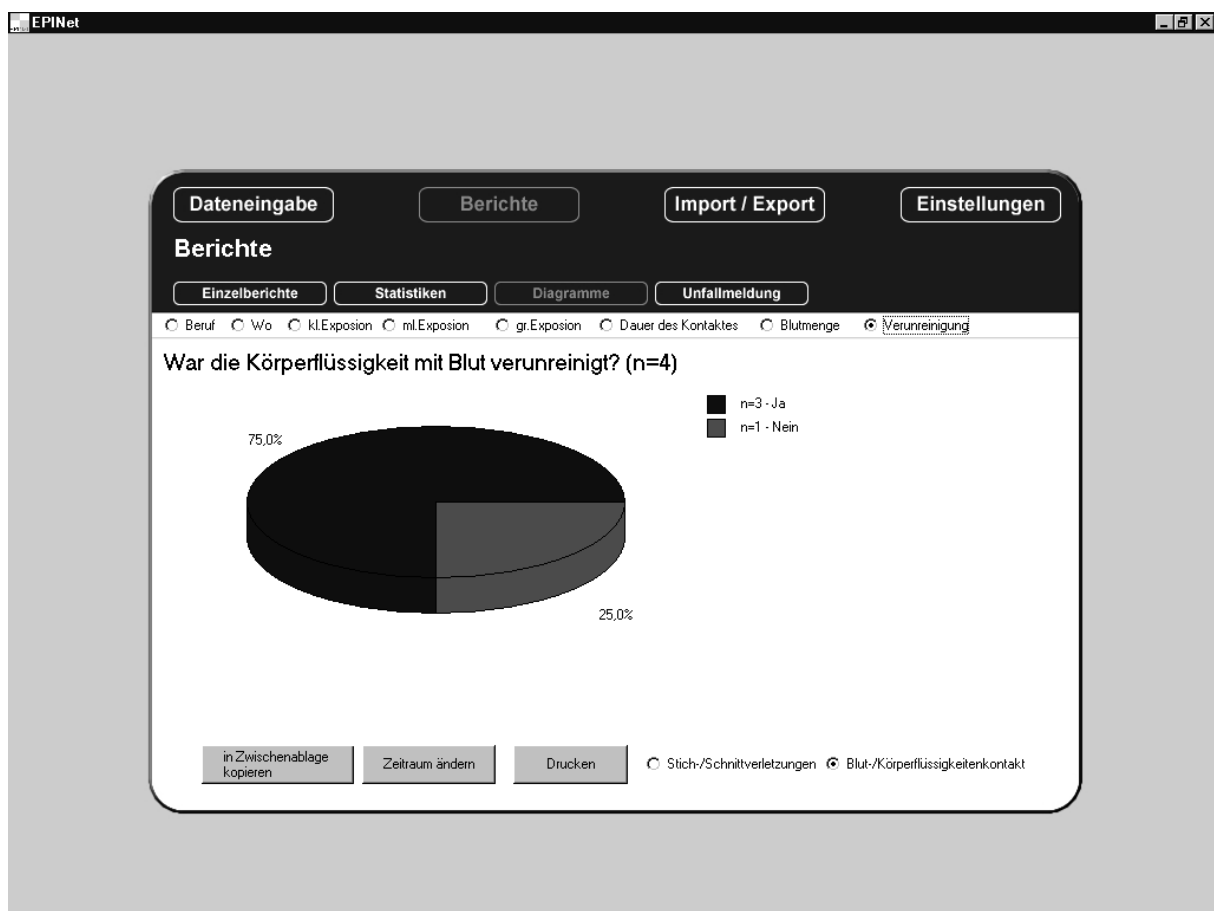 EPINet
Dateneingabe Berichte Import / Export Einstellungen
Berichte
Einzelberichte Statistiken Diagramme Unfallmeldung
Beruf Wo kl.Exposion ml.Exposion gr.Exposion Dauer des Kontaktes Blutmenge Verunreinigung
War die Körperflüssigkeit mit Blut verunreinigt? (n=4)
n=3 - Ja
n=1 - Nein
75,0%
25,0%
in Zwischenablage
kopieren
Zeitraum ändern
Drucken
Stich-/Schnittverletzungen Blut-/Körperflüssigkeitenkontakt